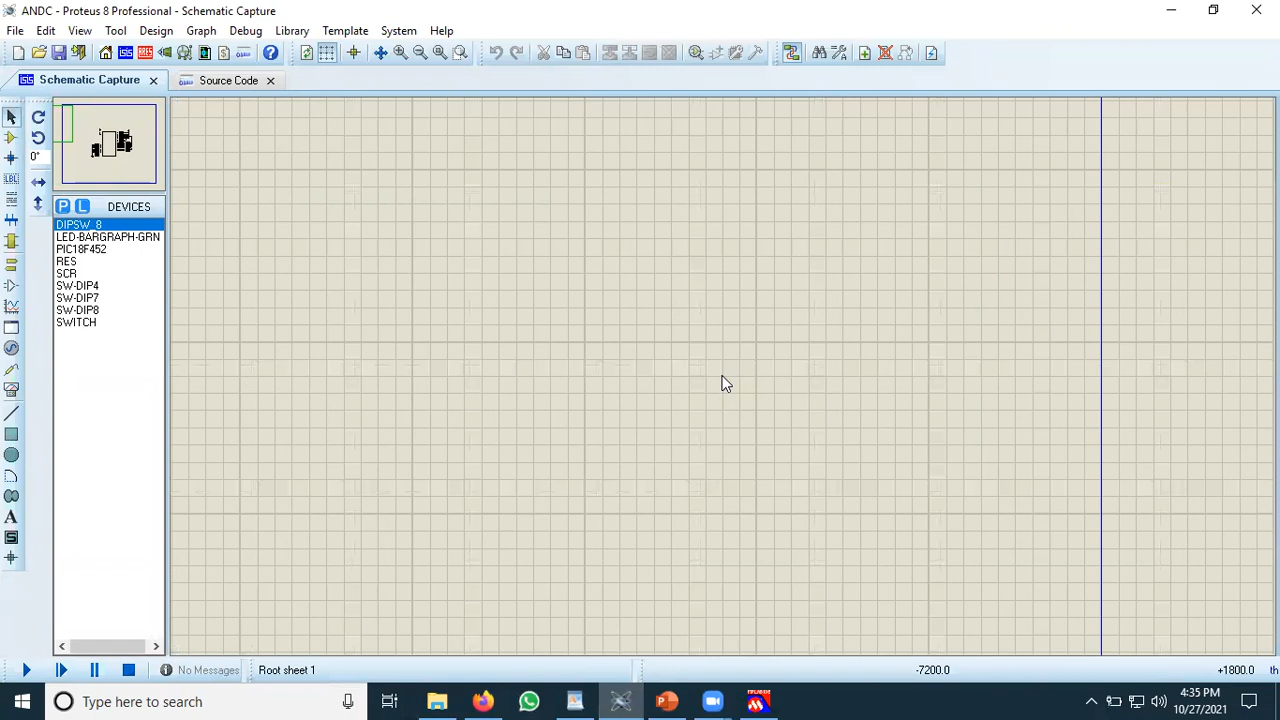 ANDC - Proteus 8 Professional - Schematic Capture
File Edit View Tool Design Graph Debug Library Template System Help
Schematic Capture
Source Code
0°
P L DEVICES
DIPSW_8
LED-BARGRAPH-GRN
PIC18F452
RES
SCR
SW-DIP4
SW-DIP7
SW-DIP8
SWITCH
LBL
A
S
No Messages
Root sheet 1
-7200.0
+1800.0
th
Type here to search
4:35 PM
10/27/2021